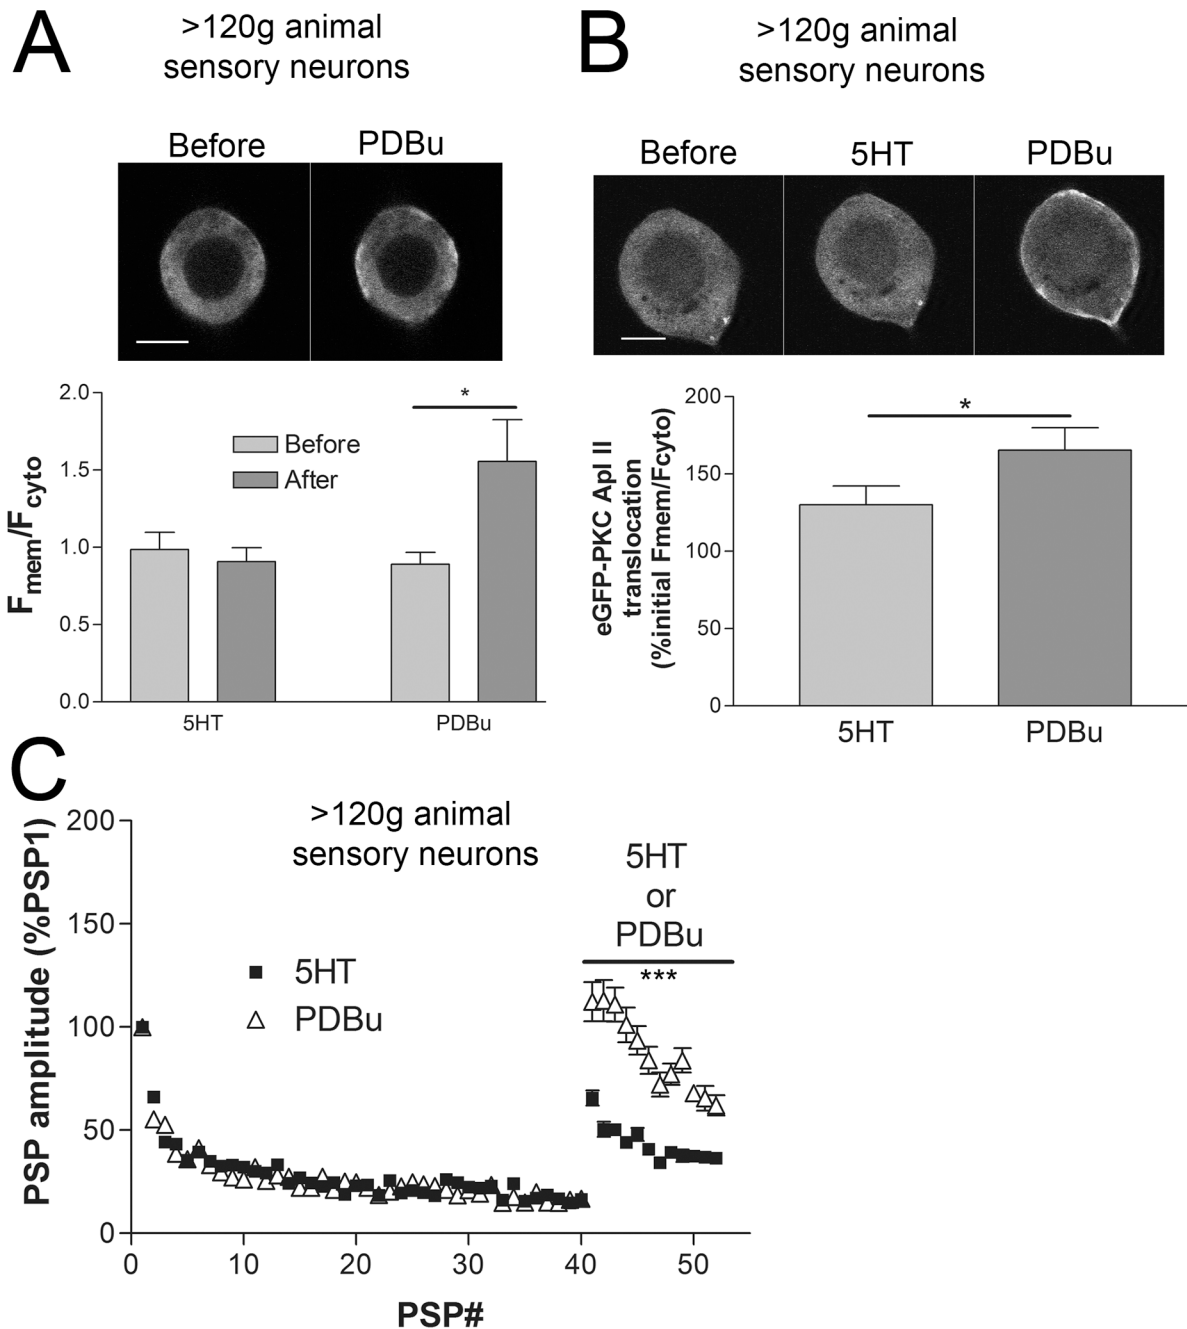 A
>120g animal
sensory neurons
Before
PDBu
2.0
1.5
1.0
0.5
0.0
Fmem/Fcyto
Before
After
*
5HT
PDBu
B
>120g animal
sensory neurons
Before
5HT
PDBu
200
150
100
50
0
eGFP-PKC Apl II
translocation
(%initial Fmem/Fcyto)
*
5HT
PDBu
C
>120g animal
sensory neurons
200
150
100
50
0
PSP amplitude (%PSP1)
5HT
PDBu
5HT
or
PDBu
***
0
10
20
30
40
50
PSP#